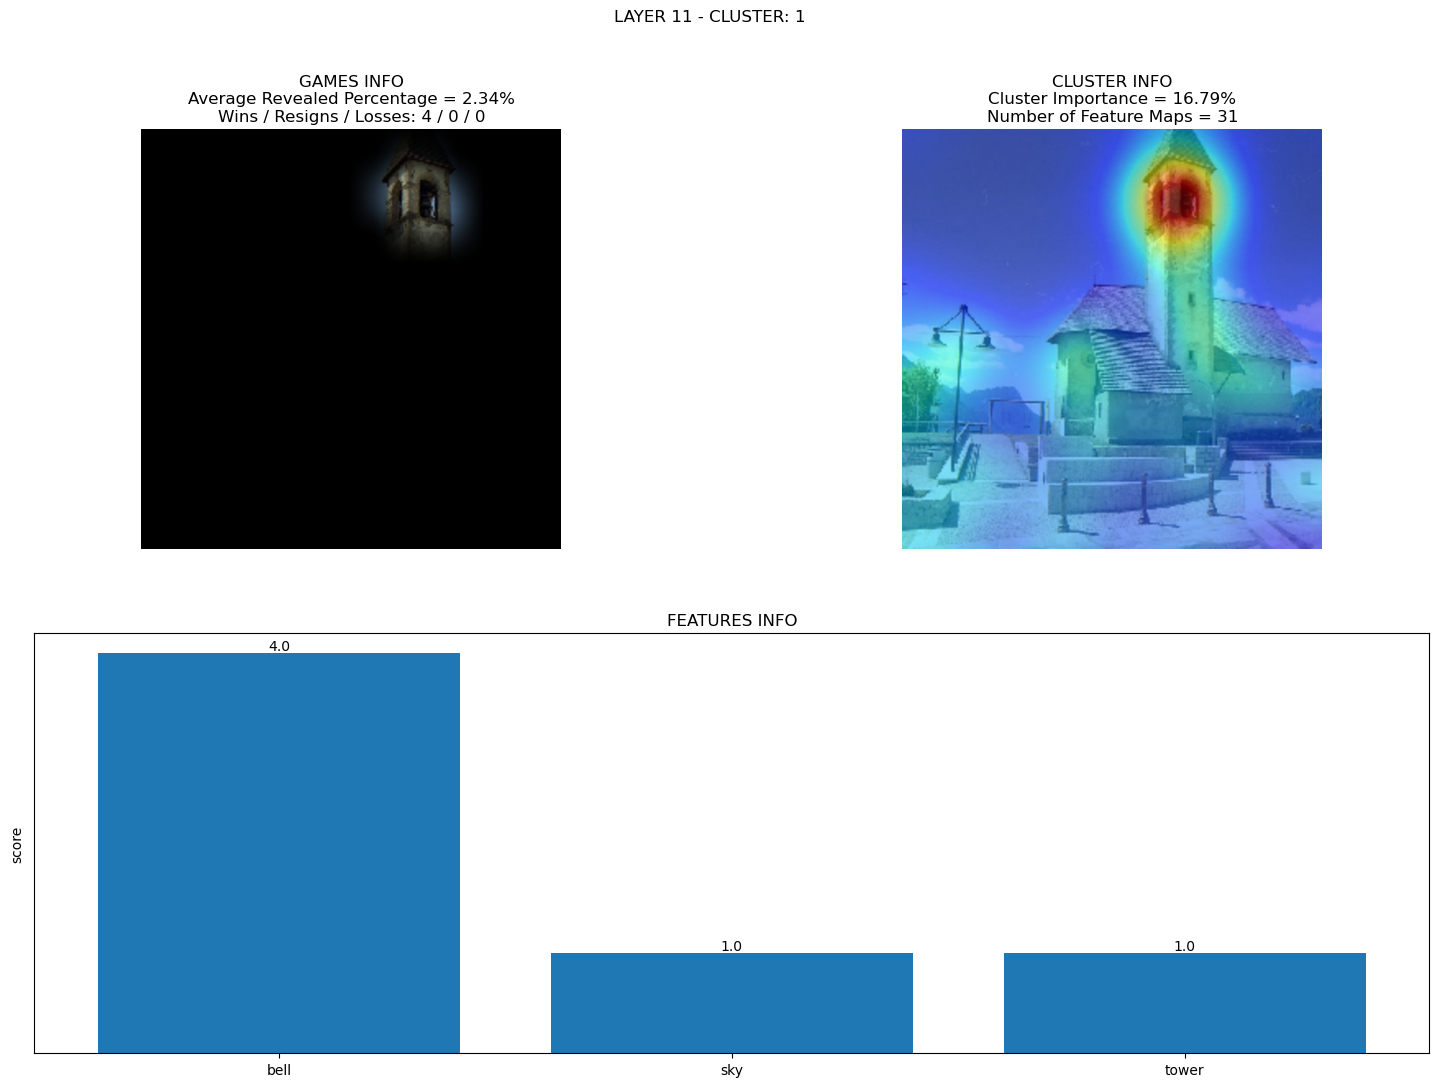 LAYER 11 - CLUSTER: 1
GAMES INFO
Average Revealed Percentage = 2.34%
Wins / Resigns / Losses: 4 / 0 / 0
CLUSTER INFO
Cluster Importance = 16.79%
Number of Feature Maps = 31
FEATURES INFO
score
4.0
1.0
1.0
bell
sky
tower